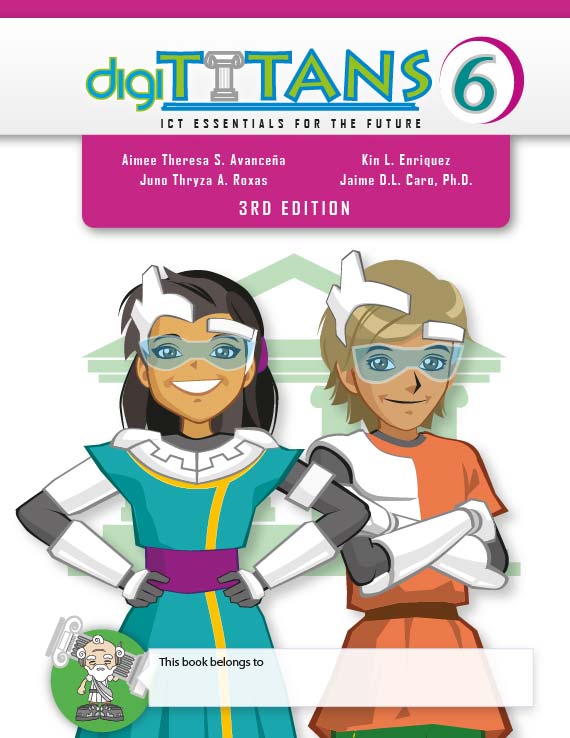 digiTITANS 6
ICT ESSENTIALS FOR THE FUTURE
Aimee Theresa S. Avanceña Kin L. Enriquez
Juno Thryza A. Roxas Jaime D.L. Caro, Ph.D.
3RD EDITION
This book belongs to